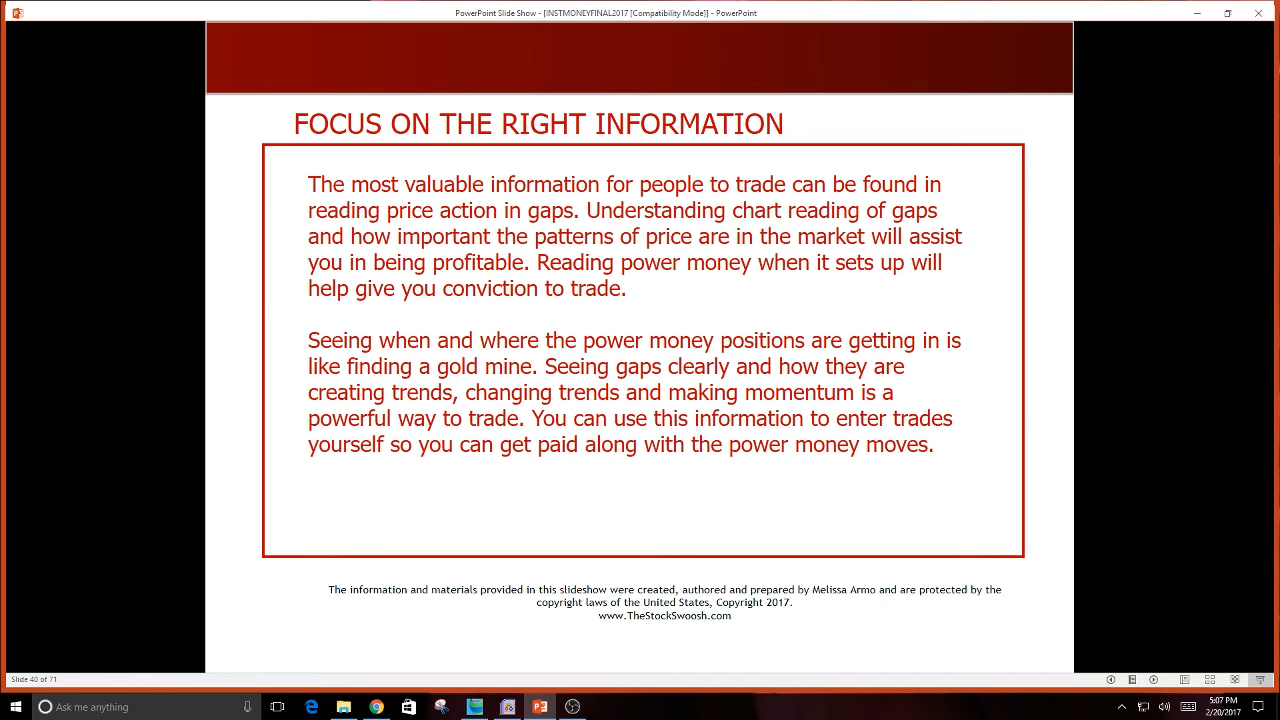 PowerPoint Slide Show - [INSTMONEYFINAL2017 [Compatibility Mode]] - PowerPoint
FOCUS ON THE RIGHT INFORMATION
The most valuable information for people to trade can be found in
reading price action in gaps. Understanding chart reading of gaps
and how important the patterns of price are in the market will assist
you in being profitable. Reading power money when it sets up will
help give you conviction to trade.
Seeing when and where the power money positions are getting in is
like finding a gold mine. Seeing gaps clearly and how they are
creating trends, changing trends and making momentum is a
powerful way to trade. You can use this information to enter trades
yourself so you can get paid along with the power money moves.
The information and materials provided in this slideshow were created, authored and prepared by Melissa Armo and are protected by the
copyright laws of the United States, Copyright 2017.
www.TheStockSwoosh.com
Slide 40 of 71
Ask me anything
5:07 PM
2/20/2017